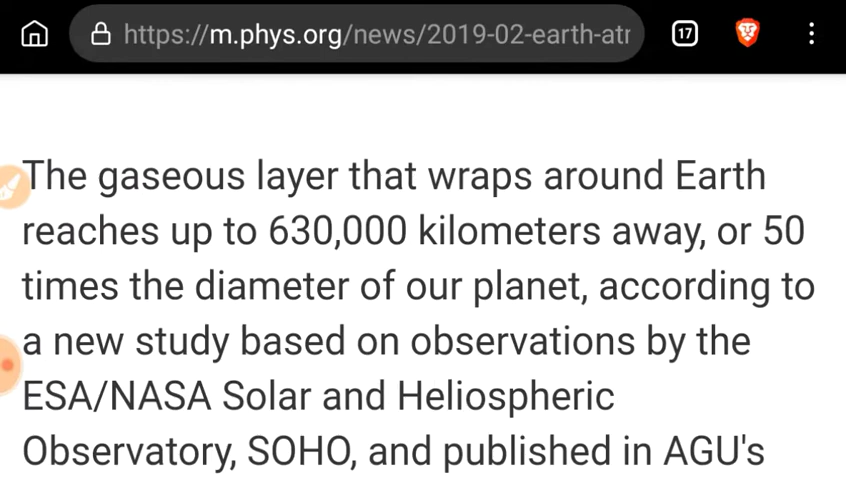 https://m.phys.org/news/2019-02-earth-atr
17
The gaseous layer that wraps around Earth
reaches up to 630,000 kilometers away, or 50
times the diameter of our planet, according to
a new study based on observations by the
ESA/NASA Solar and Heliospheric
Observatory, SOHO, and published in AGU's